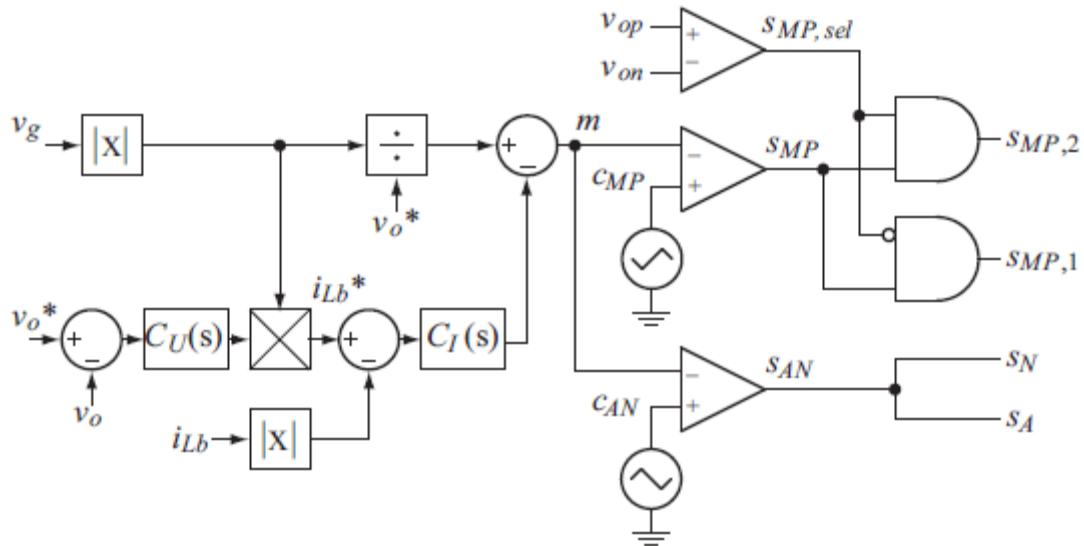 v_op
+
−
v_on
s_MP, sel
v_g
|X|
÷
v_o*
+
−
m
s_MP
−
+
c_MP
s_MP,2
s_MP,1
v_o*
+
−
v_o
C_U(s)
i_Lb*
+
−
C_I(s)
i_Lb
|X|
s_AN
−
+
c_AN
s_N
s_A